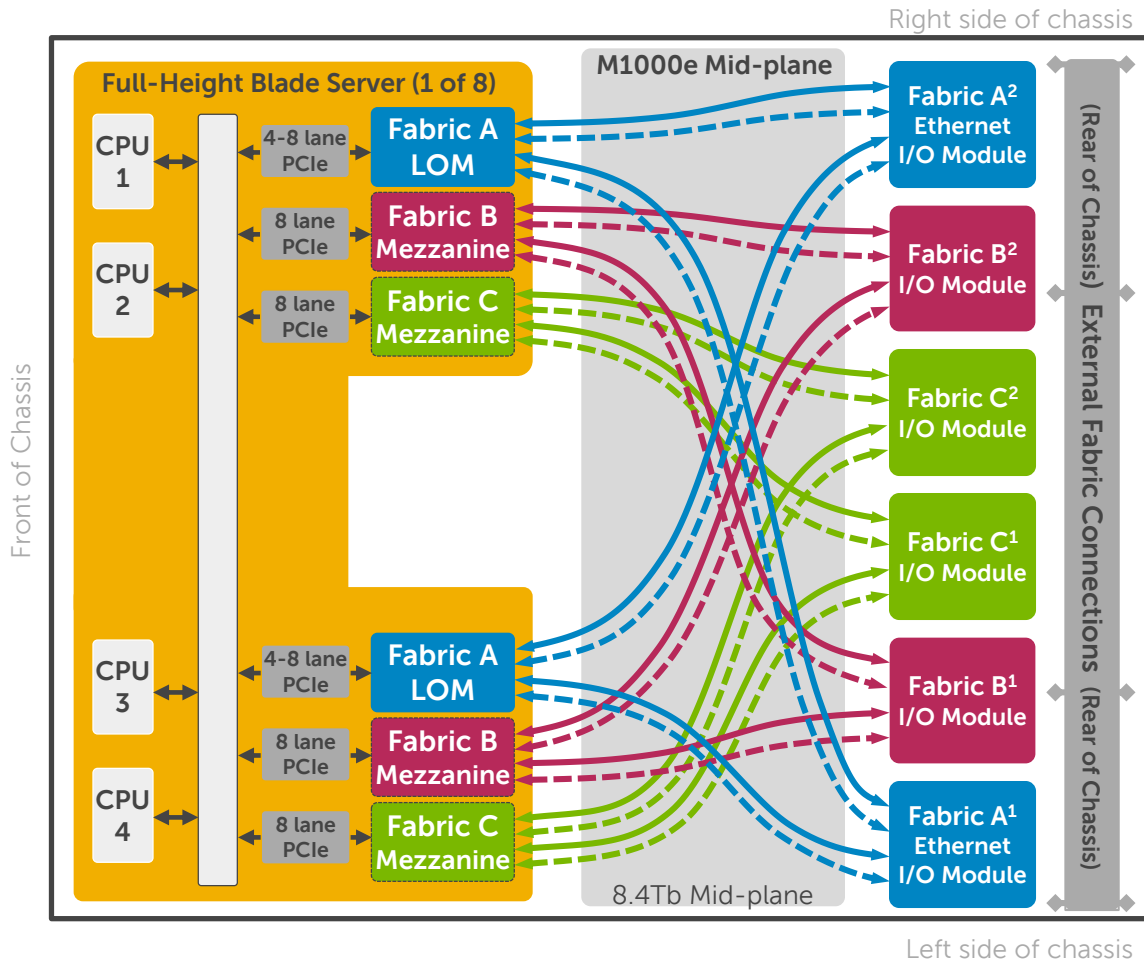 Right side of chassis
Full-Height Blade Server (1 of 8)
M1000e Mid-plane
CPU
1
4-8 lane
PCIe
Fabric A
LOM
Fabric A²
Ethernet
I/O Module
CPU
2
8 lane
PCIe
Fabric B
Mezzanine
Fabric B²
I/O Module
8 lane
PCIe
Fabric C
Mezzanine
Fabric C²
I/O Module
Fabric C¹
I/O Module
Front of Chassis
CPU
3
4-8 lane
PCIe
Fabric A
LOM
Fabric B¹
I/O Module
8 lane
PCIe
Fabric B
Mezzanine
CPU
4
8 lane
PCIe
Fabric C
Mezzanine
Fabric A¹
Ethernet
I/O Module
(Rear of Chassis) External Fabric Connections (Rear of Chassis)
8.4Tb Mid-plane
Left side of chassis